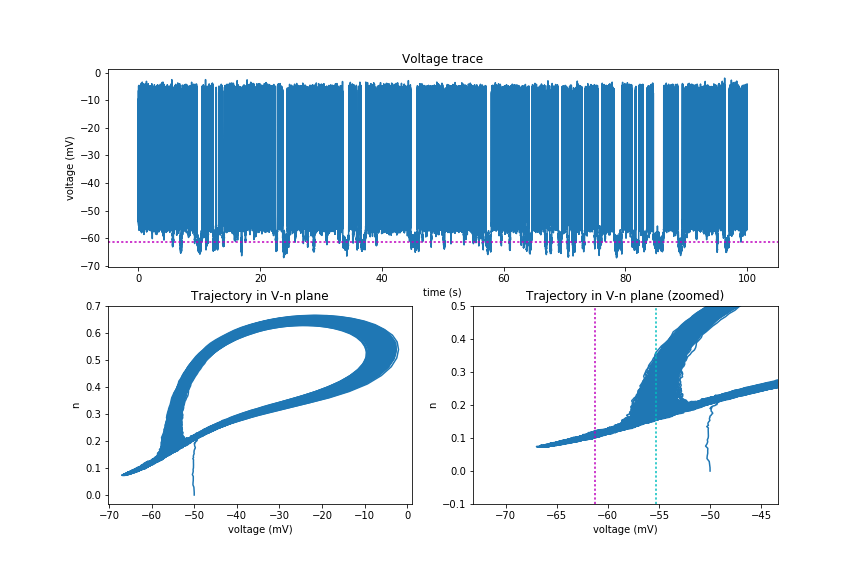 Voltage trace
0
−10
−20
−30
−40
−50
−60
−70
voltage (mV)
0 20 40 60 80 100
time (s)
Trajectory in V-n plane
0.7
0.6
0.5
0.4
0.3
0.2
0.1
0.0
n
−70 −60 −50 −40 −30 −20 −10 0
voltage (mV)
Trajectory in V-n plane (zoomed)
0.5
0.4
0.3
0.2
0.1
0.0
−0.1
n
−70 −65 −60 −55 −50 −45
voltage (mV)